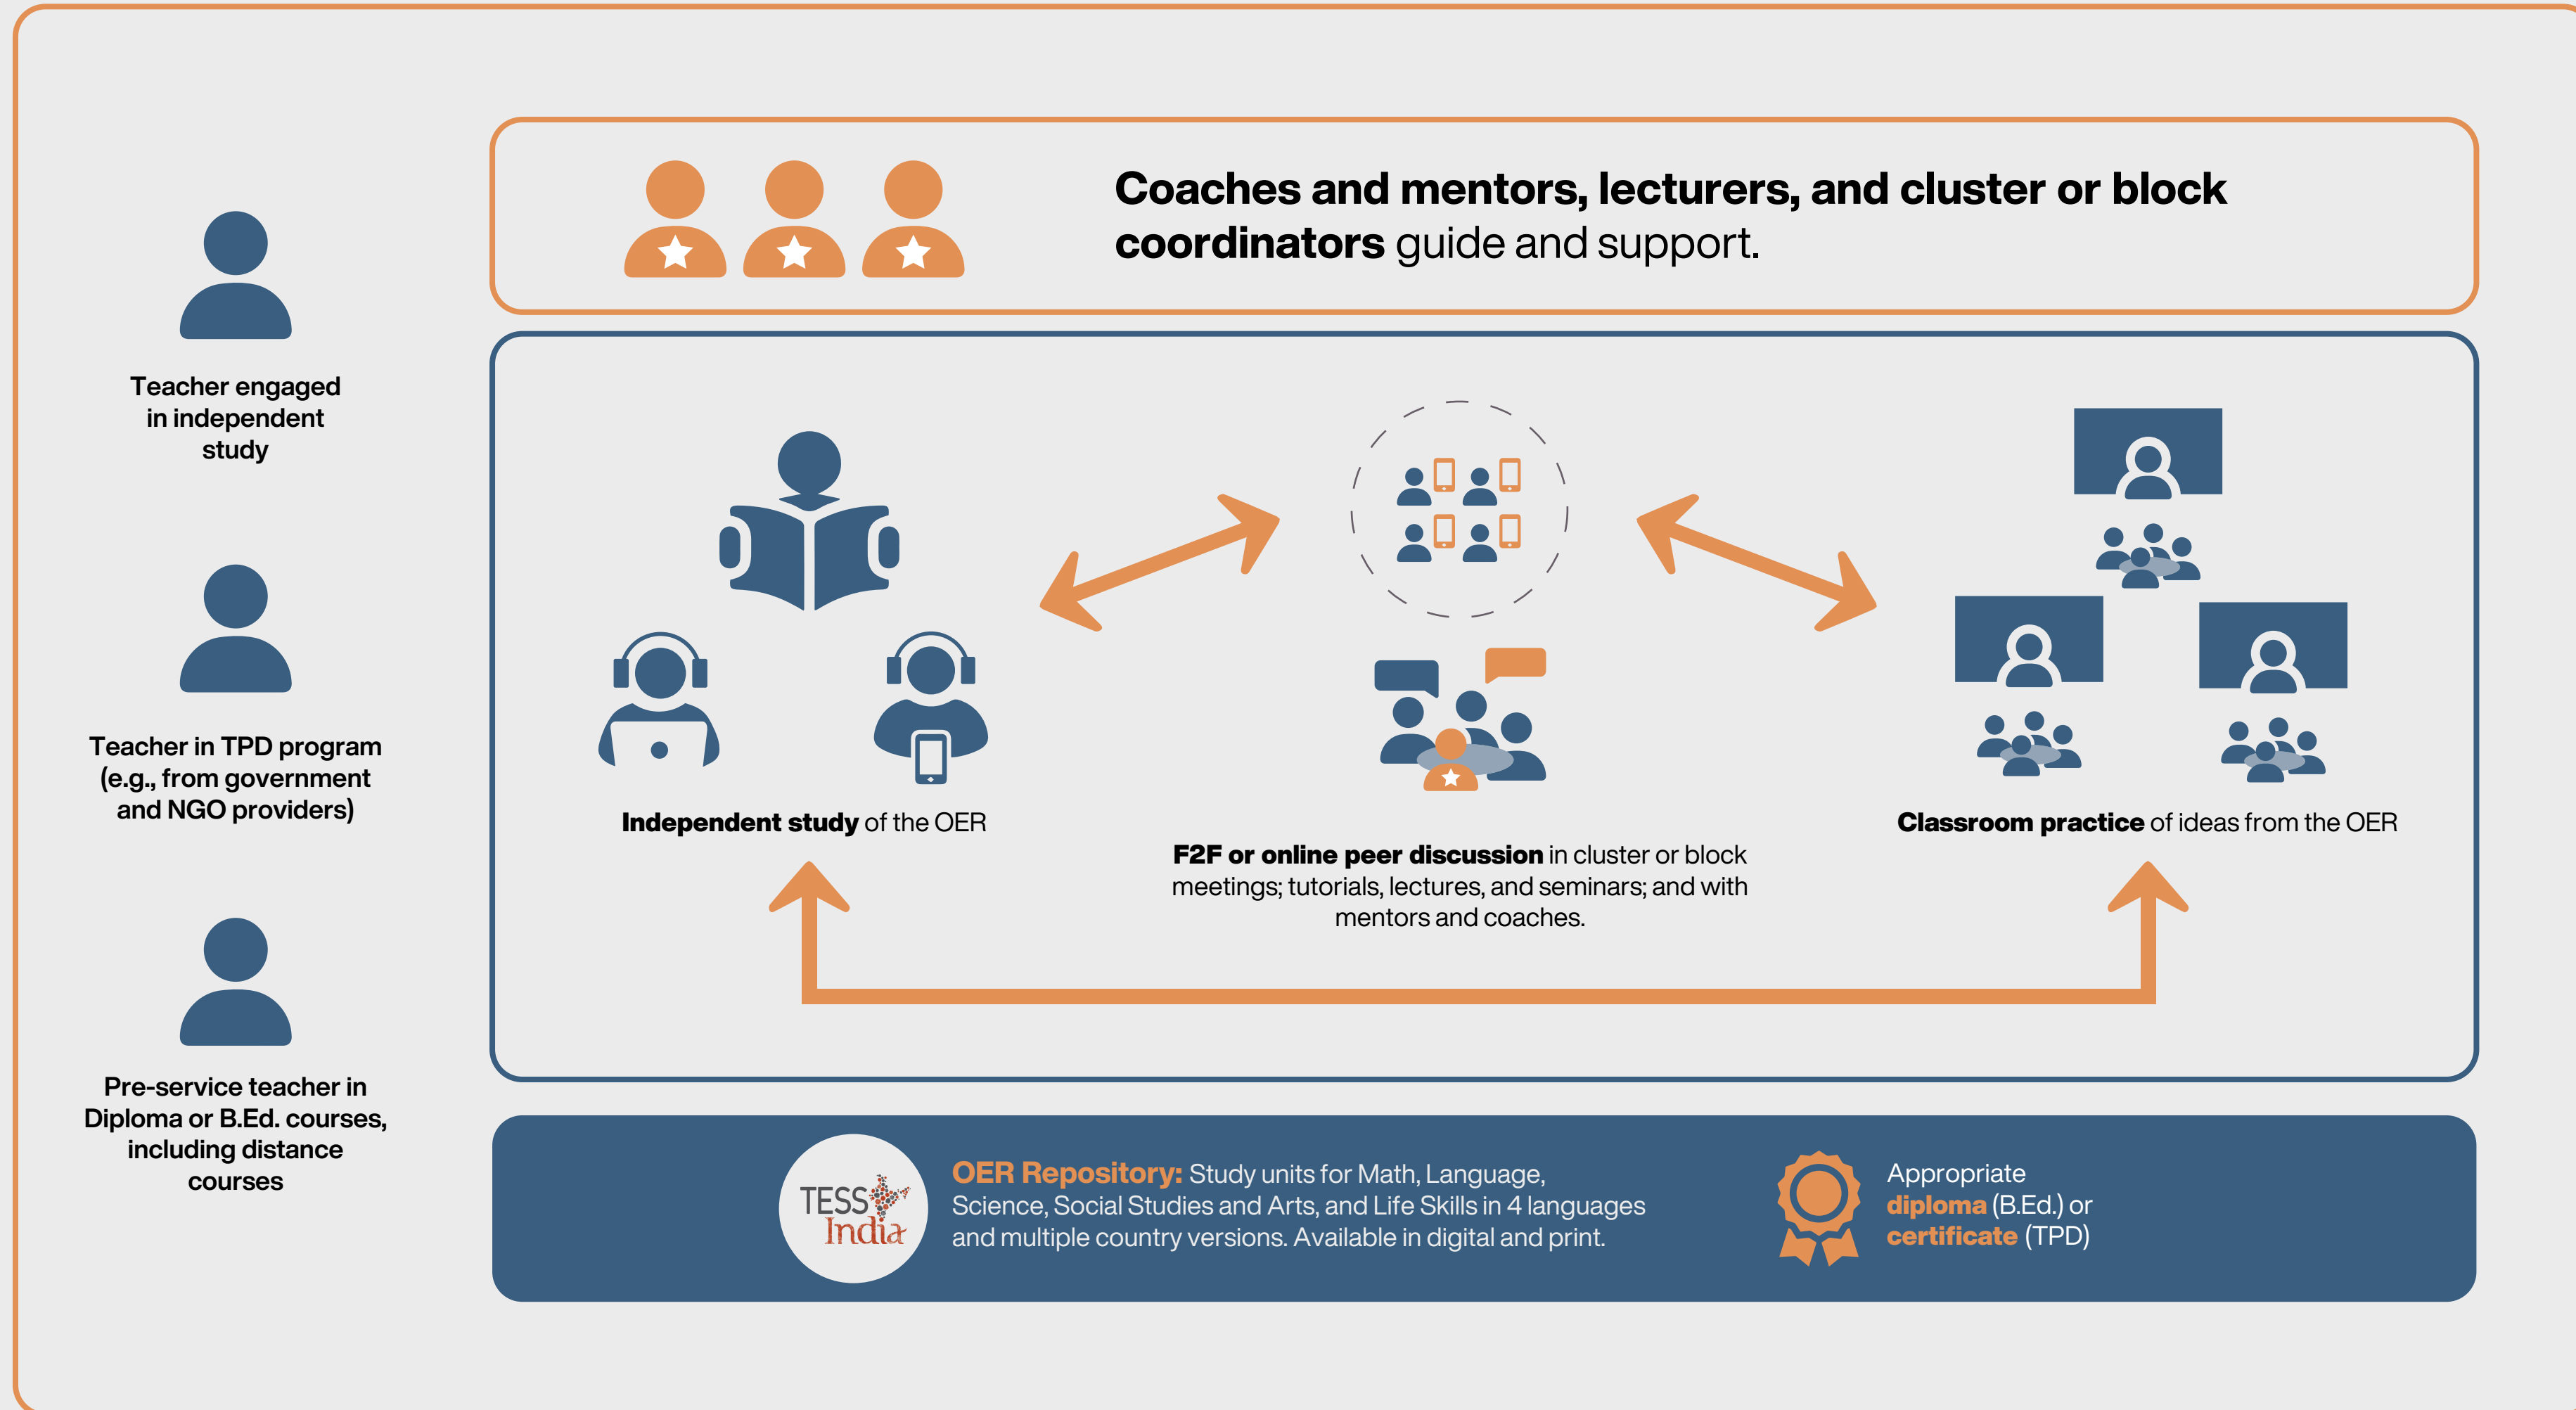 Coaches and mentors, lecturers, and cluster or block
coordinators guide and support.
Teacher engaged
in independent
study
Teacher in TPD program
(e.g., from government
and NGO providers)
Pre-service teacher in
Diploma or B.Ed. courses,
including distance
courses
Independent study of the OER
F2F or online peer discussion in cluster or block
meetings; tutorials, lectures, and seminars; and with
mentors and coaches.
Classroom practice of ideas from the OER
TESS
India
OER Repository: Study units for Math, Language,
Science, Social Studies and Arts, and Life Skills in 4 languages
and multiple country versions. Available in digital and print.
Appropriate
diploma (B.Ed.) or
certificate (TPD)